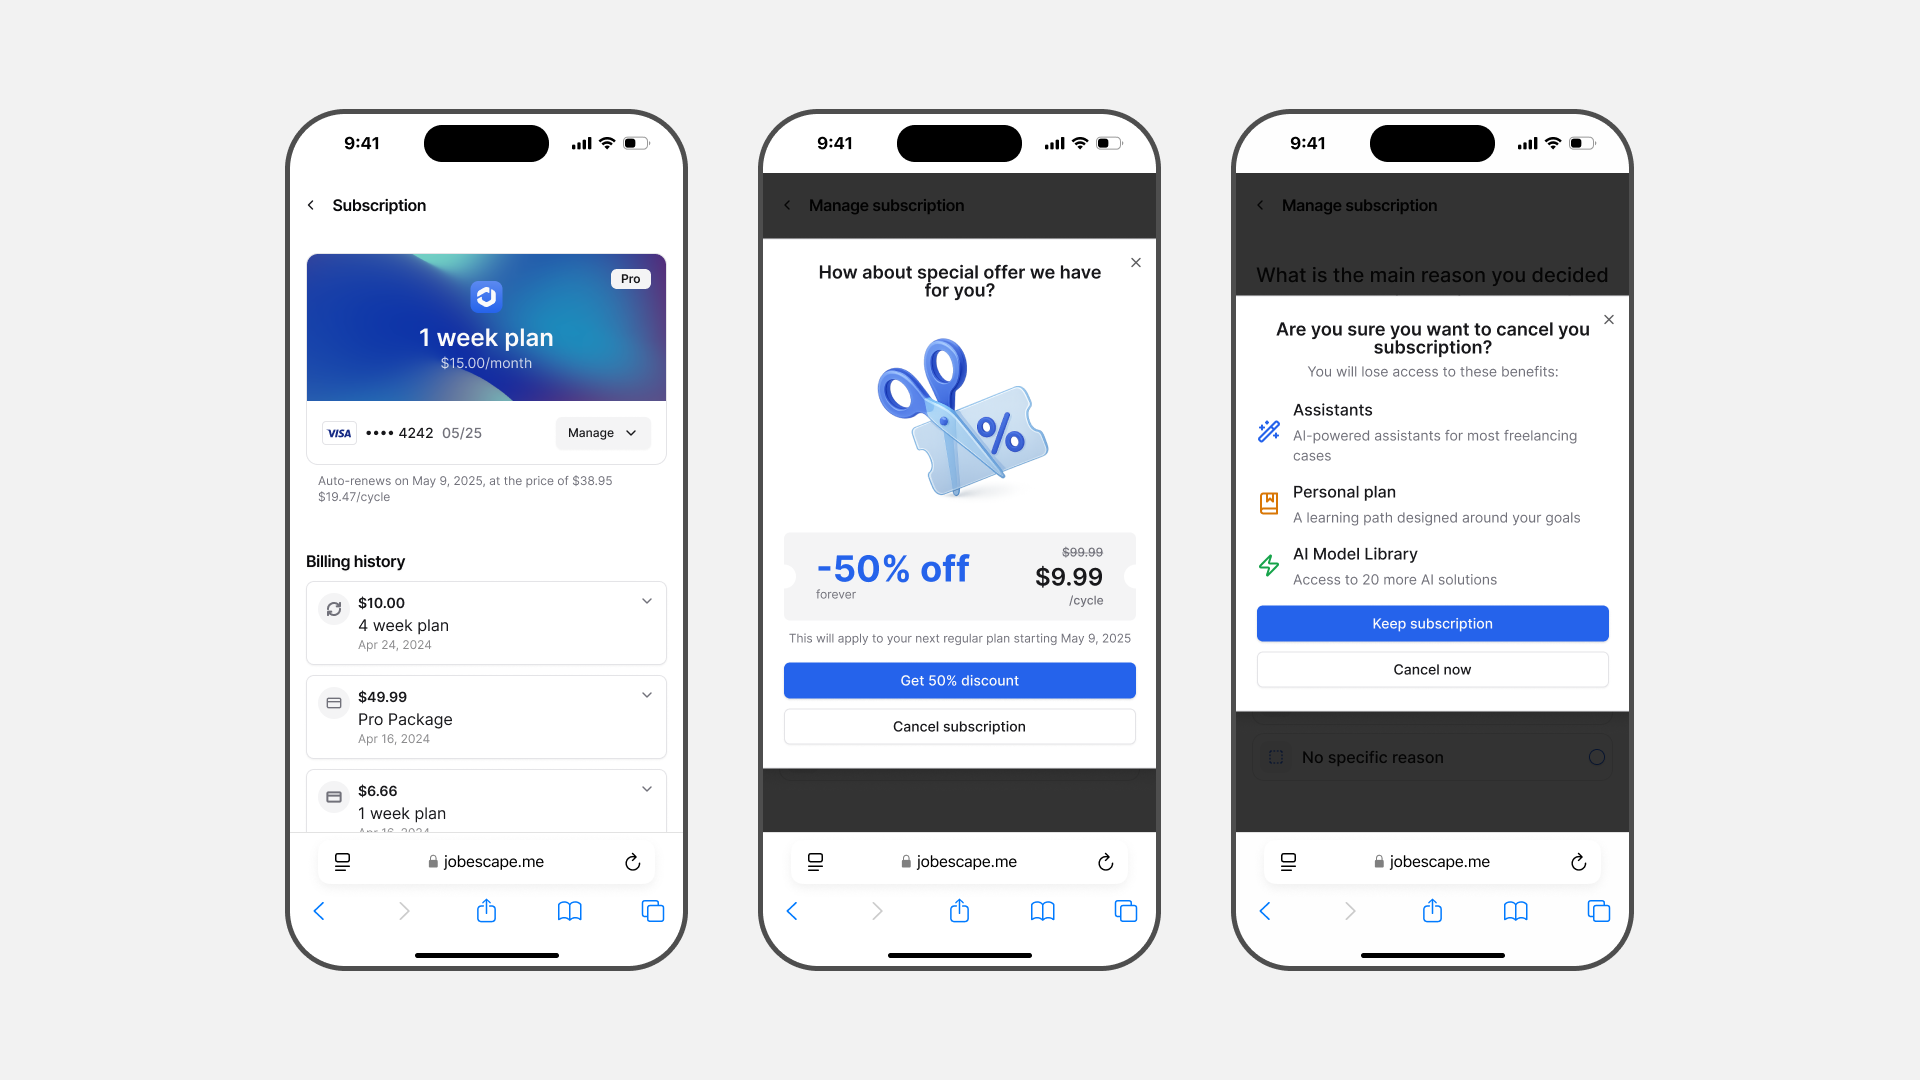 9:41
Subscription
Pro
1 week plan
$15.00/month
VISA •••• 4242 05/25
Manage
Auto-renews on May 9, 2025, at the price of $38.95
$19.47/cycle
Billing history
$10.00
4 week plan
Apr 24, 2024
$49.99
Pro Package
Apr 16, 2024
$6.66
1 week plan
Apr 16, 2024
jobescape.me
9:41
Manage subscription
How about special offer we have
for you?
%
-50% off
forever
$99.99
$9.99
/cycle
This will apply to your next regular plan starting May 9, 2025
Get 50% discount
Cancel subscription
jobescape.me
9:41
Manage subscription
What is the main reason you decided
Are you sure you want to cancel you
subscription?
You will lose access to these benefits:
Assistants
AI-powered assistants for most freelancing
cases
Personal plan
A learning path designed around your goals
AI Model Library
Access to 20 more AI solutions
Keep subscription
Cancel now
No specific reason
jobescape.me